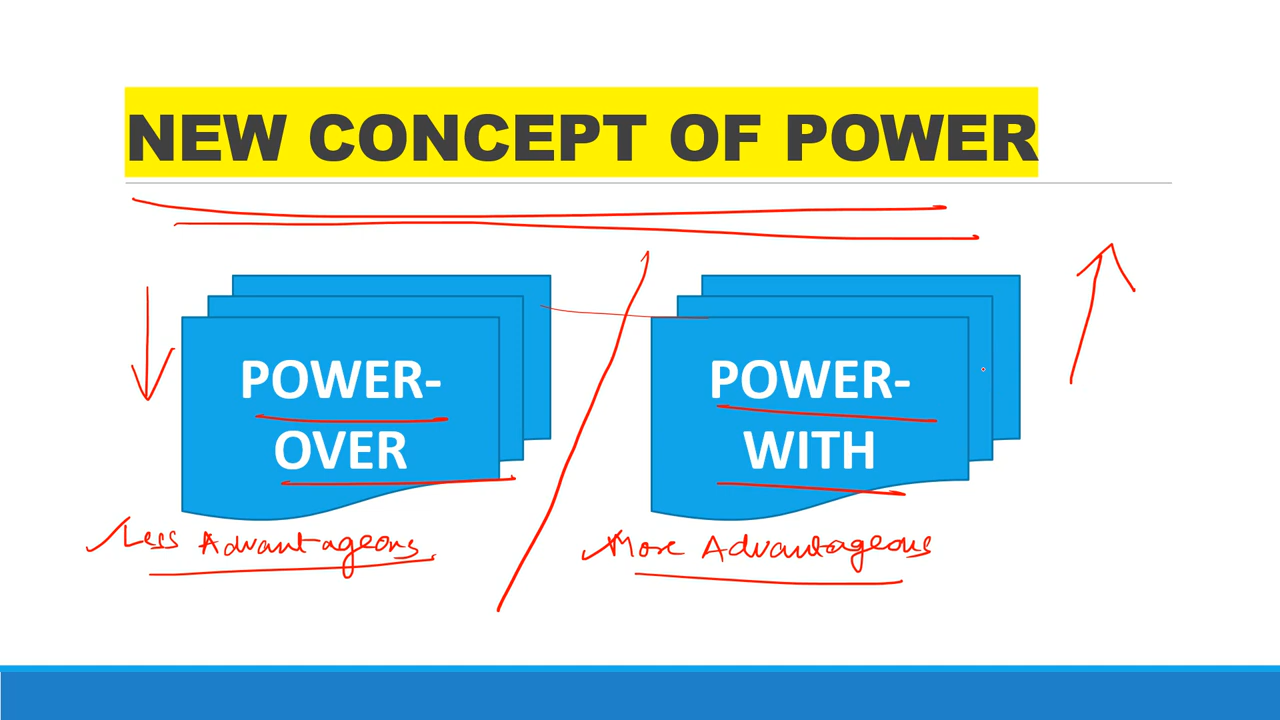 NEW CONCEPT OF POWER
POWER-
OVER
POWER-
WITH
Less Advantageous
More Advantageous